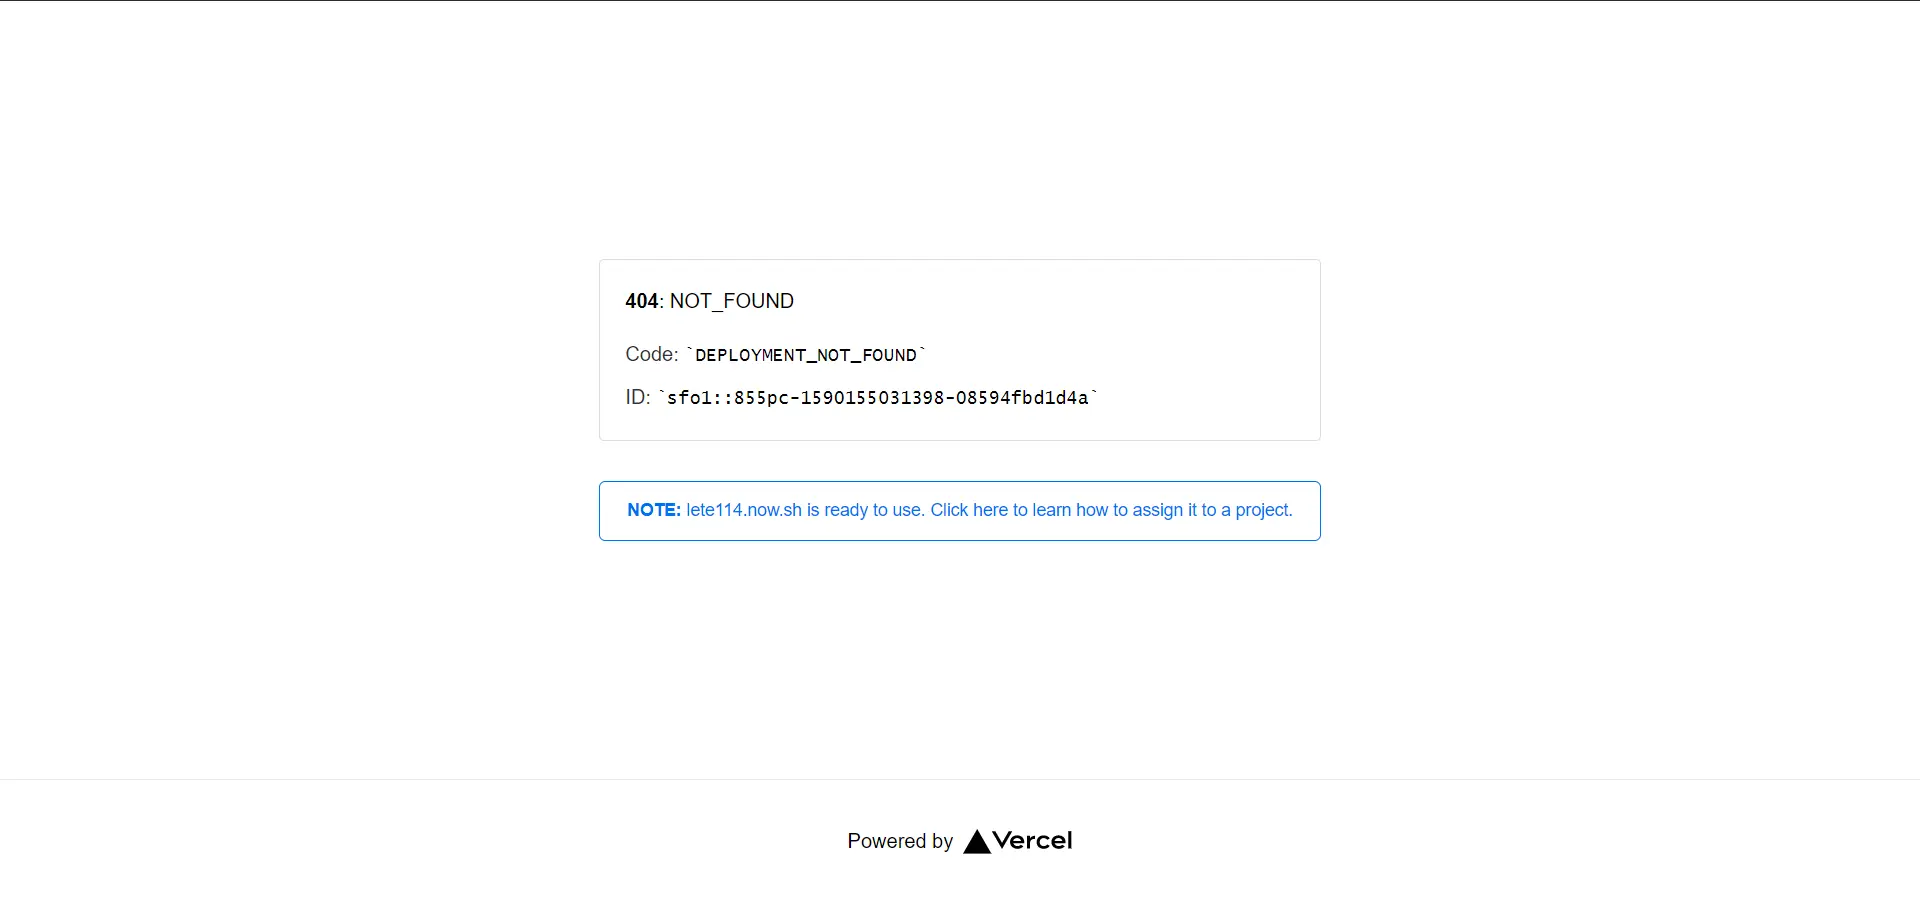 404: NOT_FOUND
Code: `DEPLOYMENT_NOT_FOUND`
ID: `sfo1::855pc-1590155031398-08594fbd1d4a`
NOTE: lete114.now.sh is ready to use. Click here to learn how to assign it to a project.
Powered by Vercel